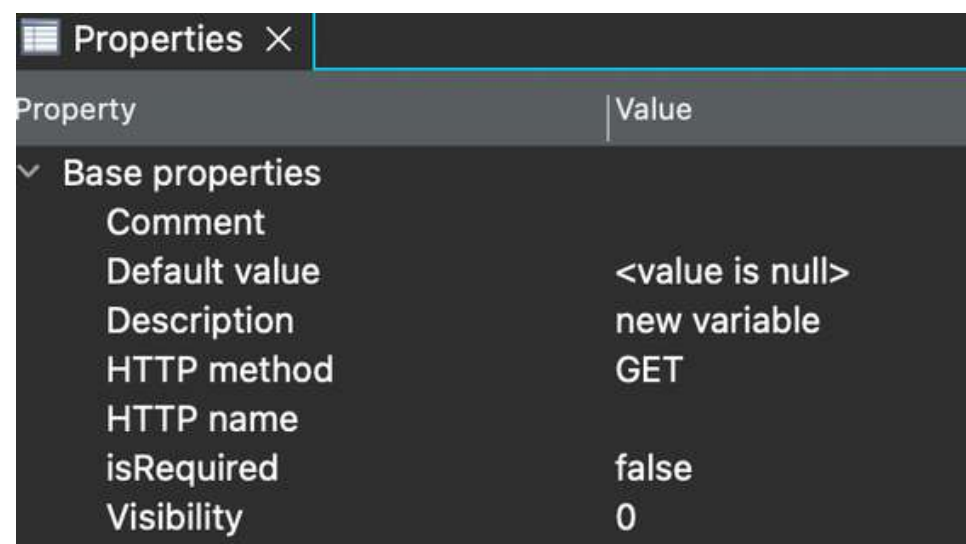 Properties
Property Value
Base properties
Comment
Default value <value is null>
Description new variable
HTTP method GET
HTTP name
isRequired false
Visibility 0